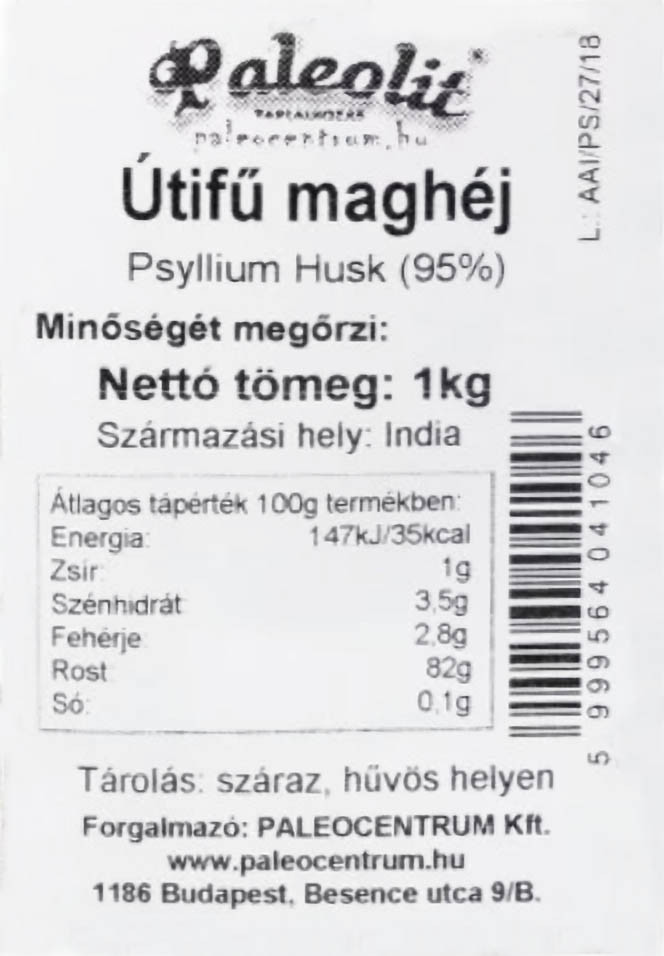 Paleolit
TÁPLÁLKOZÁS
paleocentrum.hu
Útifű maghéj
Psyllium Husk (95%)
Minőségét megőrzi:
Nettó tömeg: 1kg
Származási hely: India
Átlagos tápérték 100g termékben:
Energia: 147kJ/35kcal
Zsír: 1g
Szénhidrát 3,5g
Fehérje 2,8g
Rost 82g
Só: 0,1g
Tárolás: száraz, hűvös helyen
Forgalmazó: PALEOCENTRUM Kft.
www.paleocentrum.hu
1186 Budapest, Besence utca 9/B.
L.: AAI/PS/27/18
5 999564 041046